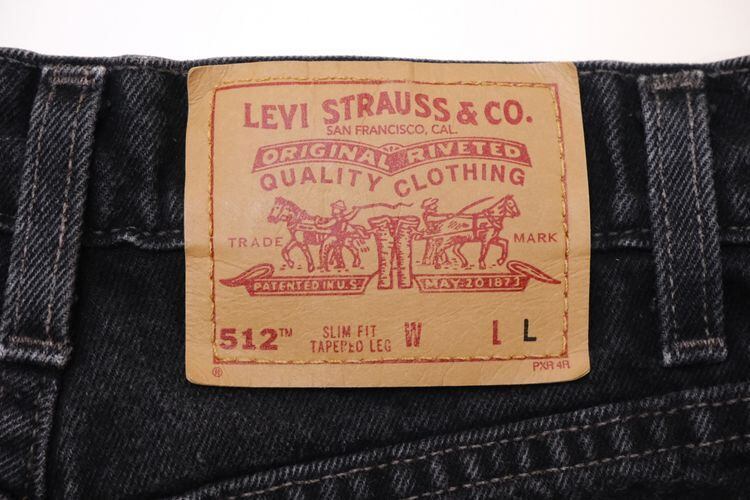 LEVI STRAUSS & CO.
SAN FRANCISCO, CAL.
ORIGINAL RIVETED
QUALITY CLOTHING
TRADE MARK
PATENTED IN U.S. MAY 20 1873
512™ SLIM FIT TAPERED LEG W L L
® PXR 4R